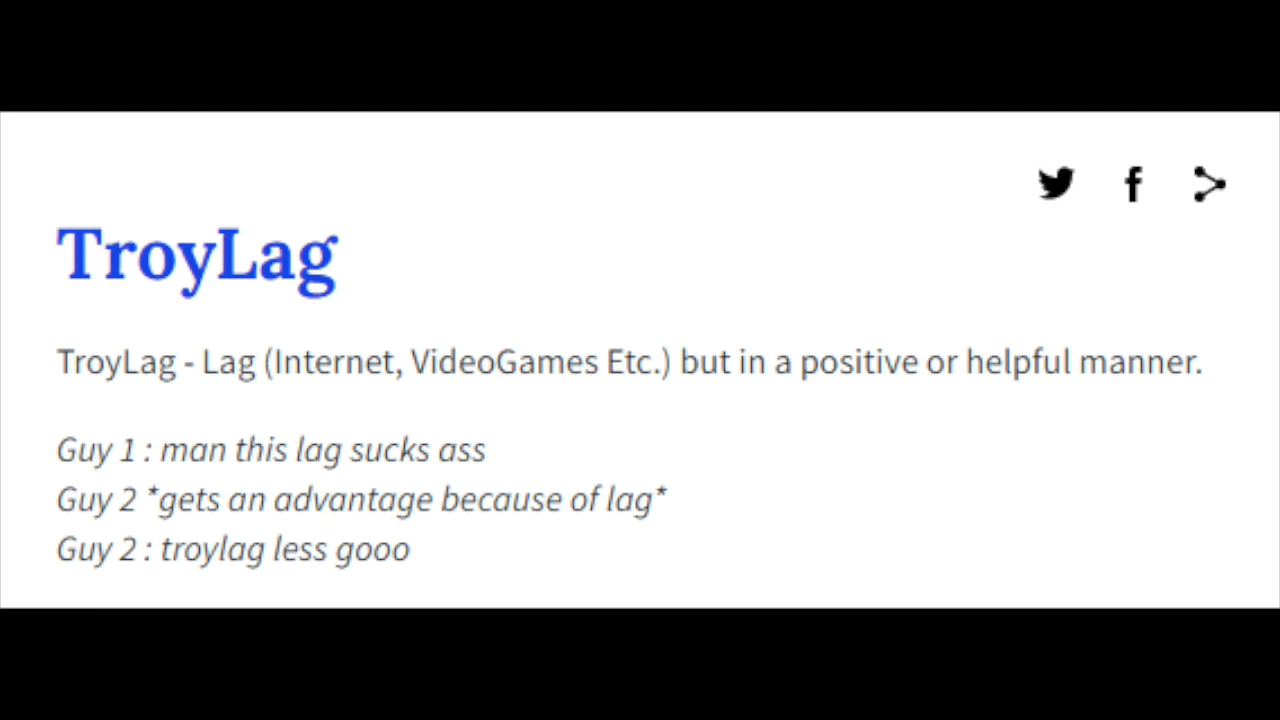 TroyLag
TroyLag - Lag (Internet, VideoGames Etc.) but in a positive or helpful manner.
Guy 1 : man this lag sucks ass
Guy 2 *gets an advantage because of lag*
Guy 2 : troylag less gooo